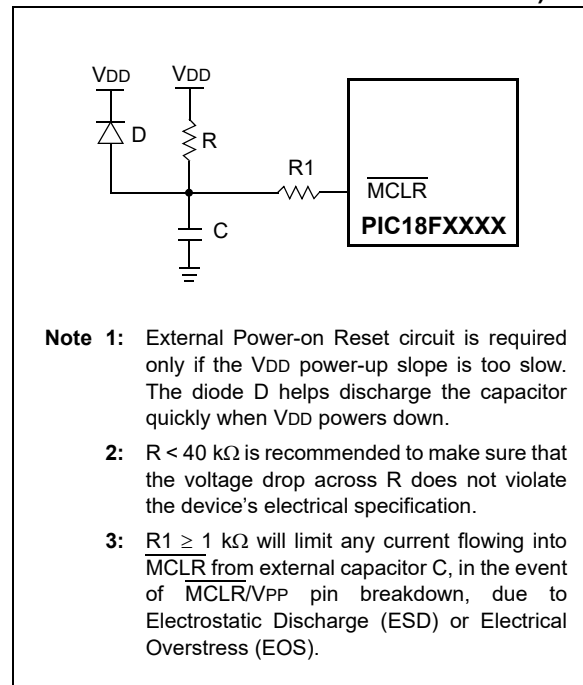 VDD VDD
D R
R1
MCLR
C PIC18FXXXX
Note 1: External Power-on Reset circuit is required
only if the VDD power-up slope is too slow.
The diode D helps discharge the capacitor
quickly when VDD powers down.
2: R < 40 kΩ is recommended to make sure that
the voltage drop across R does not violate
the device's electrical specification.
3: R1 ≥ 1 kΩ will limit any current flowing into
MCLR from external capacitor C, in the event
of MCLR/VPP pin breakdown, due to
Electrostatic Discharge (ESD) or Electrical
Overstress (EOS).